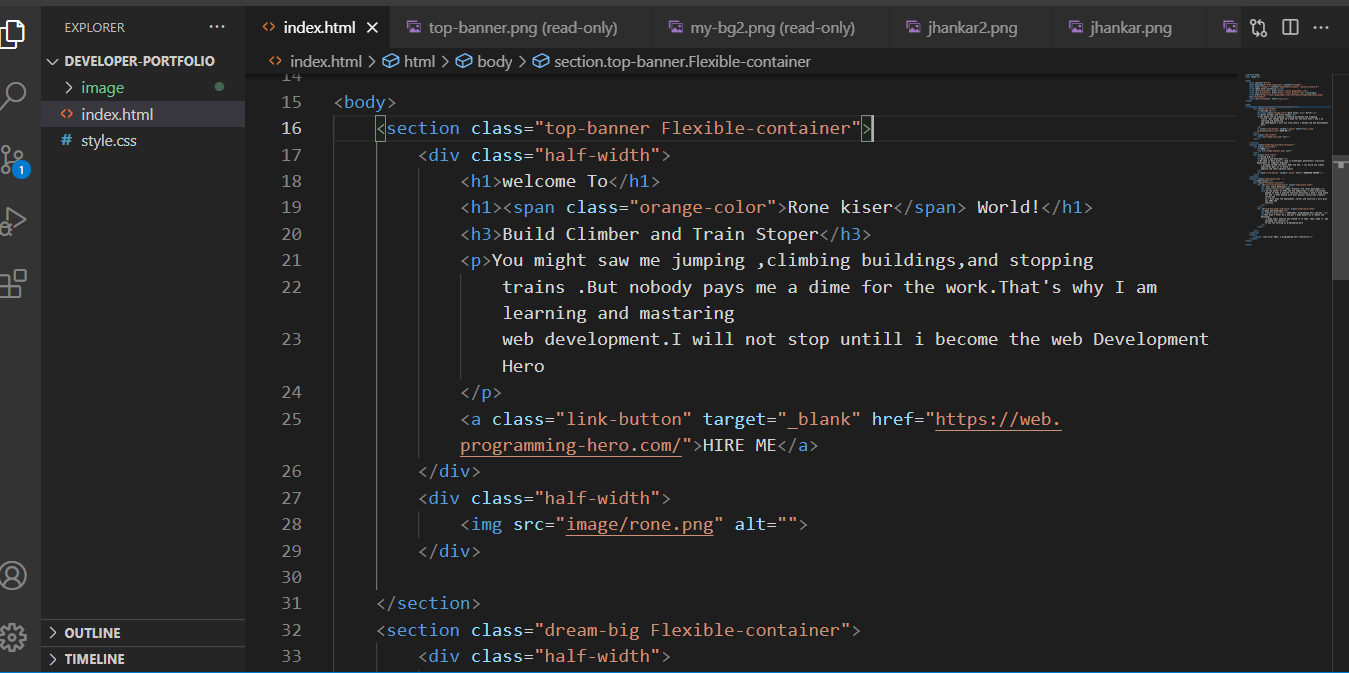 EXPLORER
DEVELOPER-PORTFOLIO
image
index.html
# style.css
1
OUTLINE
TIMELINE
index.html
top-banner.png (read-only)
my-bg2.png (read-only)
jhankar2.png
jhankar.png
index.html > html > body > section.top-banner.Flexible-container
14
15 <body>
16 <section class="top-banner Flexible-container">
17 <div class="half-width">
18 <h1>welcome To</h1>
19 <h1><span class="orange-color">Rone kiser</span> World!</h1>
20 <h3>Build Climber and Train Stoper</h3>
21 <p>You might saw me jumping ,climbing buildings,and stopping
22 trains .But nobody pays me a dime for the work.That's why I am
learning and mastaring
23 web development.I will not stop untill i become the web Development
Hero
24 </p>
25 <a class="link-button" target="_blank" href="https://web.
programming-hero.com/">HIRE ME</a>
26 </div>
27 <div class="half-width">
28 <img src="image/rone.png" alt="">
29 </div>
30
31 </section>
32 <section class="dream-big Flexible-container">
33 <div class="half-width">